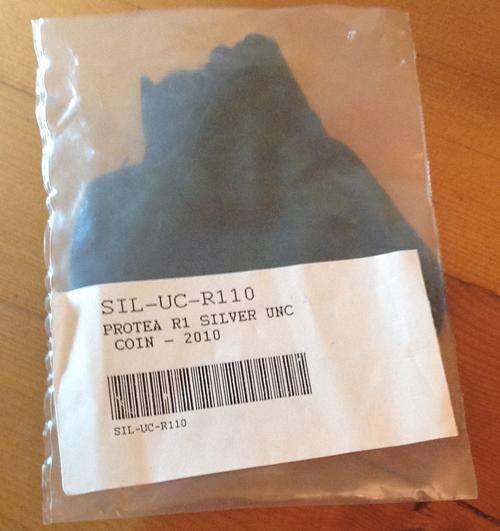 SIL-UC-R110
PROTEA R1 SILVER UNC
COIN - 2010
SIL-UC-R110